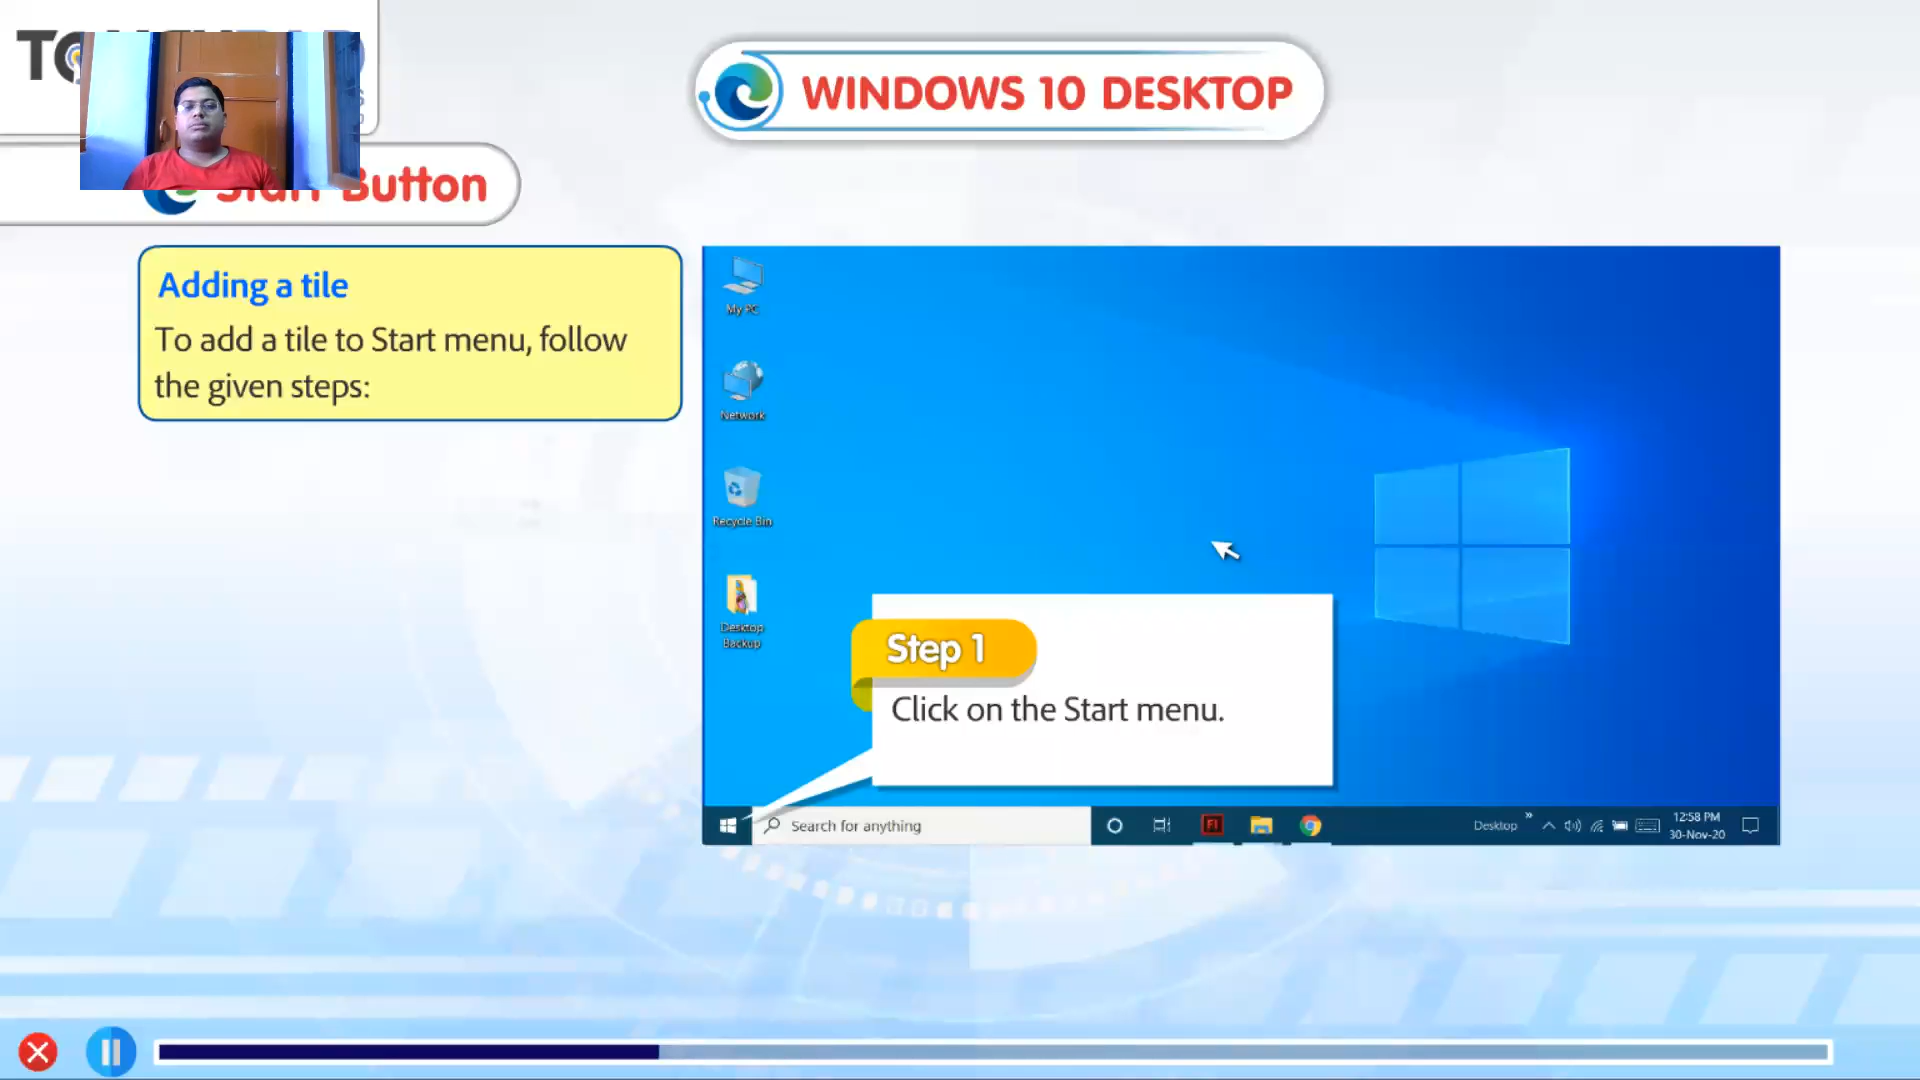 WINDOWS 10 DESKTOP
Start Button
Adding a tile
To add a tile to Start menu, follow
the given steps:
My PC
Network
Recycle Bin
Desktop
Backup
Step 1
Click on the Start menu.
Search for anything
Desktop
12:58 PM
30-Nov-20